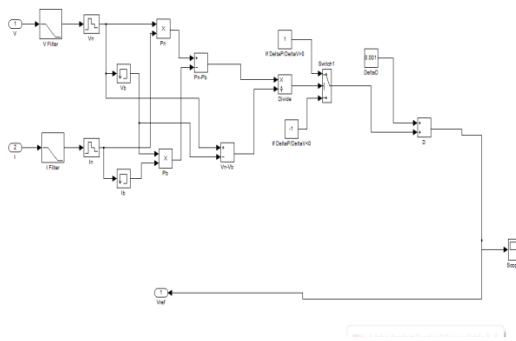 1
V
V Filter
Vn
Pn
Vb
Pn-Pb
1
If DeltaP/DeltaV>0
Switch1
0.001
DeltaD
Divide
-1
If DeltaP/DeltaV<0
D
2
I
I Filter
In
Ib
Pb
Vn-Vb
Scop
1
Vref